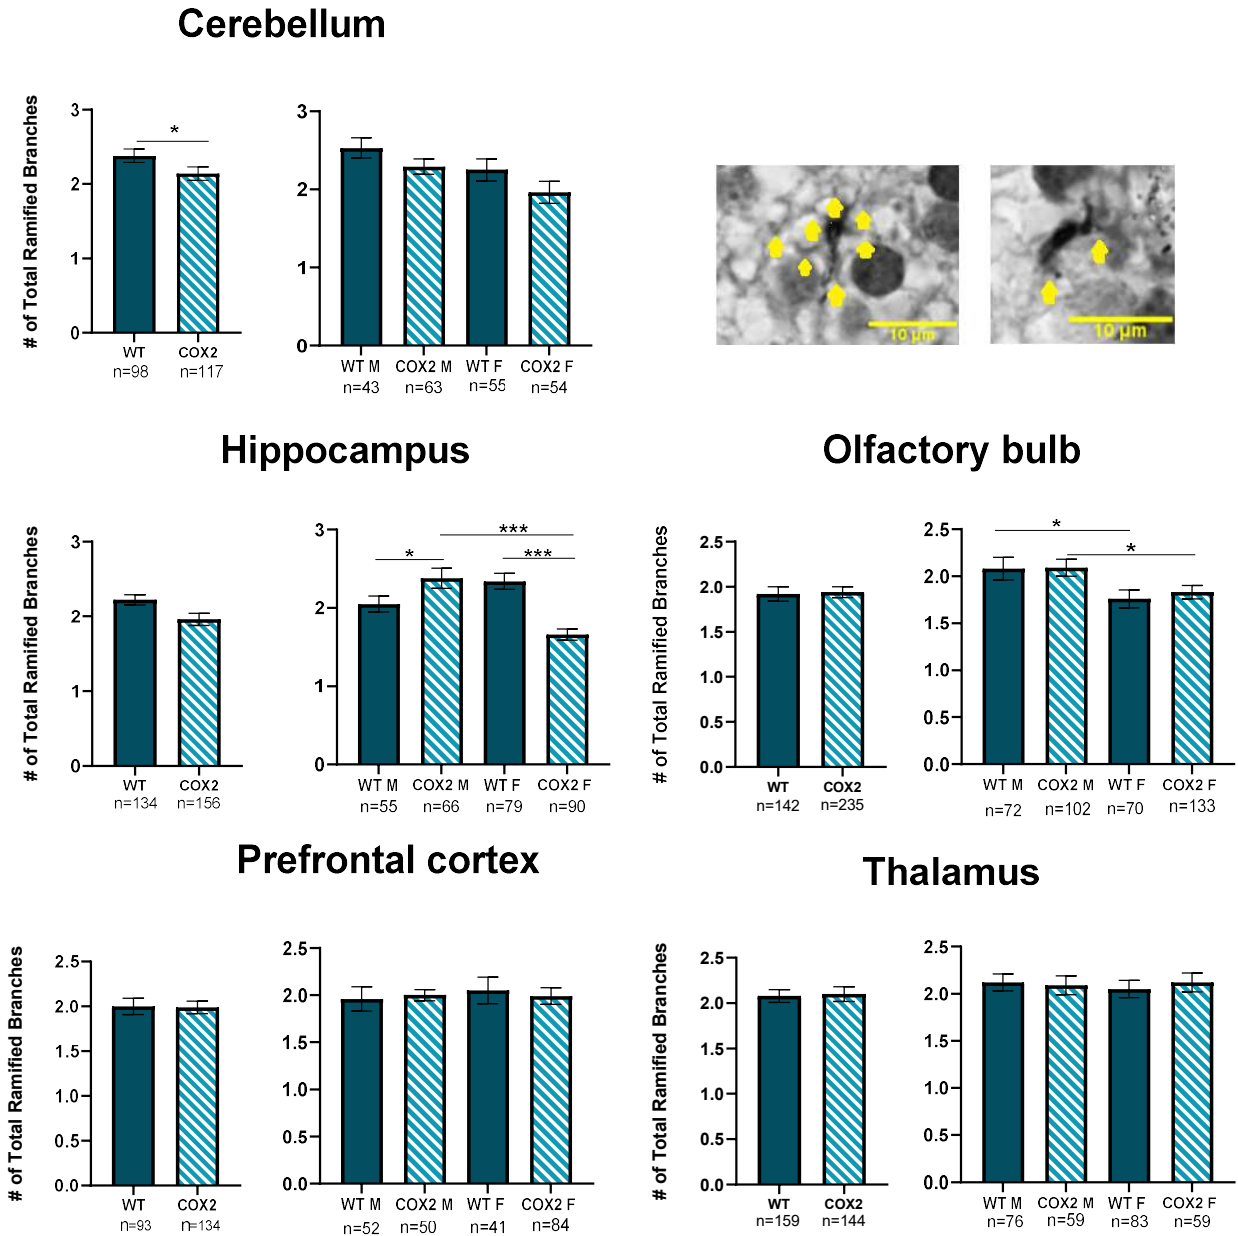 Cerebellum
# of Total Ramified Branches
3
2
1
0
*
WT
COX2
n=98
n=117
3
2
1
0
WT M
COX2 M
WT F
COX2 F
n=43
n=63
n=55
n=54
10 µm
10 µm
Hippocampus
# of Total Ramified Branches
3
2
1
0
WT
COX2
n=134
n=156
3
2
1
0
*
***
***
WT M
COX2 M
WT F
COX2 F
n=55
n=66
n=79
n=90
Olfactory bulb
# of Total Ramified Branches
2.5
2.0
1.5
1.0
0.5
0.0
WT
COX2
n=142
n=235
2.5
2.0
1.5
1.0
0.5
0.0
*
*
WT M
COX2 M
WT F
COX2 F
n=72
n=102
n=70
n=133
Prefrontal cortex
# of Total Ramified Branches
2.5
2.0
1.5
1.0
0.5
0.0
WT
COX2
n=93
n=134
2.5
2.0
1.5
1.0
0.5
0.0
WT M
COX2 M
WT F
COX2 F
n=52
n=50
n=41
n=84
Thalamus
# of Total Ramified Branches
2.5
2.0
1.5
1.0
0.5
0.0
WT
COX2
n=159
n=144
2.5
2.0
1.5
1.0
0.5
0.0
WT M
COX2 M
WT F
COX2 F
n=76
n=59
n=83
n=59